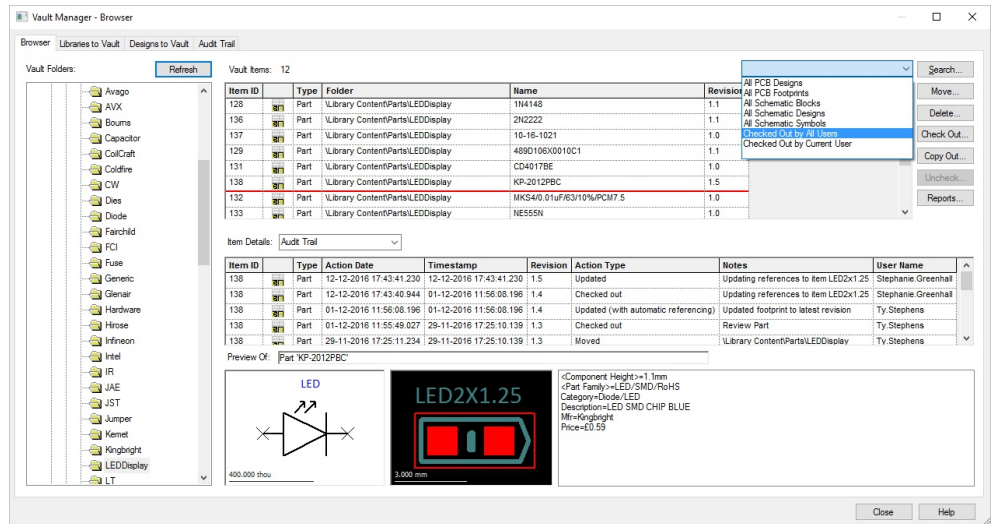 Vault Manager - Browser
Browser Libraries to Vault Designs to Vault Audit Trail
Vault Folders: Refresh
Avago
AVX
Bourns
Capacitor
CoilCraft
Coldfire
CW
Dies
Diode
Fairchild
FCI
Fuse
Generic
Glenair
Hardware
Hirose
Infineon
Intel
IR
JAE
JST
Jumper
Kemet
Kingbright
LEDDisplay
LT
Vault Items: 12
Item ID Type Folder Name Revision
128 Part \Library Content\Parts\LEDDisplay 1N4148 1.1
136 Part \Library Content\Parts\LEDDisplay 2N2222 1.1
137 Part \Library Content\Parts\LEDDisplay 10-16-1021 1.0
129 Part \Library Content\Parts\LEDDisplay 489D106X0010C1 1.1
131 Part \Library Content\Parts\LEDDisplay CD4017BE 1.0
138 Part \Library Content\Parts\LEDDisplay KP-2012PBC 1.5
132 Part \Library Content\Parts\LEDDisplay MKS4/0.01uF/63/10%/PCM7.5 1.0
133 Part \Library Content\Parts\LEDDisplay NE555N 1.0
All PCB Designs
All PCB Footprints
All Schematic Blocks
All Schematic Designs
All Schematic Symbols
Checked Out by All Users
Checked Out by Current User
Search...
Move...
Delete...
Check Out...
Copy Out...
Uncheck...
Reports...
Item Details: Audit Trail
Item ID Type Action Date Timestamp Revision Action Type Notes User Name
138 Part 12-12-2016 17:43:41.230 12-12-2016 17:43:41.230 1.5 Updated Updating references to item LED2x1.25 Stephanie.Greenhall
138 Part 12-12-2016 17:43:40.944 01-12-2016 11:56:08.196 1.4 Checked out Updating references to item LED2x1.25 Stephanie.Greenhall
138 Part 01-12-2016 11:56:08.196 01-12-2016 11:56:08.196 1.4 Updated (with automatic referencing) Updated footprint to latest revision Ty.Stephens
138 Part 01-12-2016 11:55:49.027 29-11-2016 17:25:10.139 1.3 Checked out Review Part Ty.Stephens
138 Part 29-11-2016 17:25:11.234 29-11-2016 17:25:10.139 1.3 Moved \Library Content\Parts\LEDDisplay Ty.Stephens
Preview Of: Part 'KP-2012PBC'
LED
400.000 thou
LED2X1.25
3.000 mm
<Component Height>=1.1mm
<Part Family>=LED/SMD/RoHS
Category=Diode/LED
Description=LED SMD CHIP BLUE
Mfr=Kingbright
Price=£0.59
Close Help